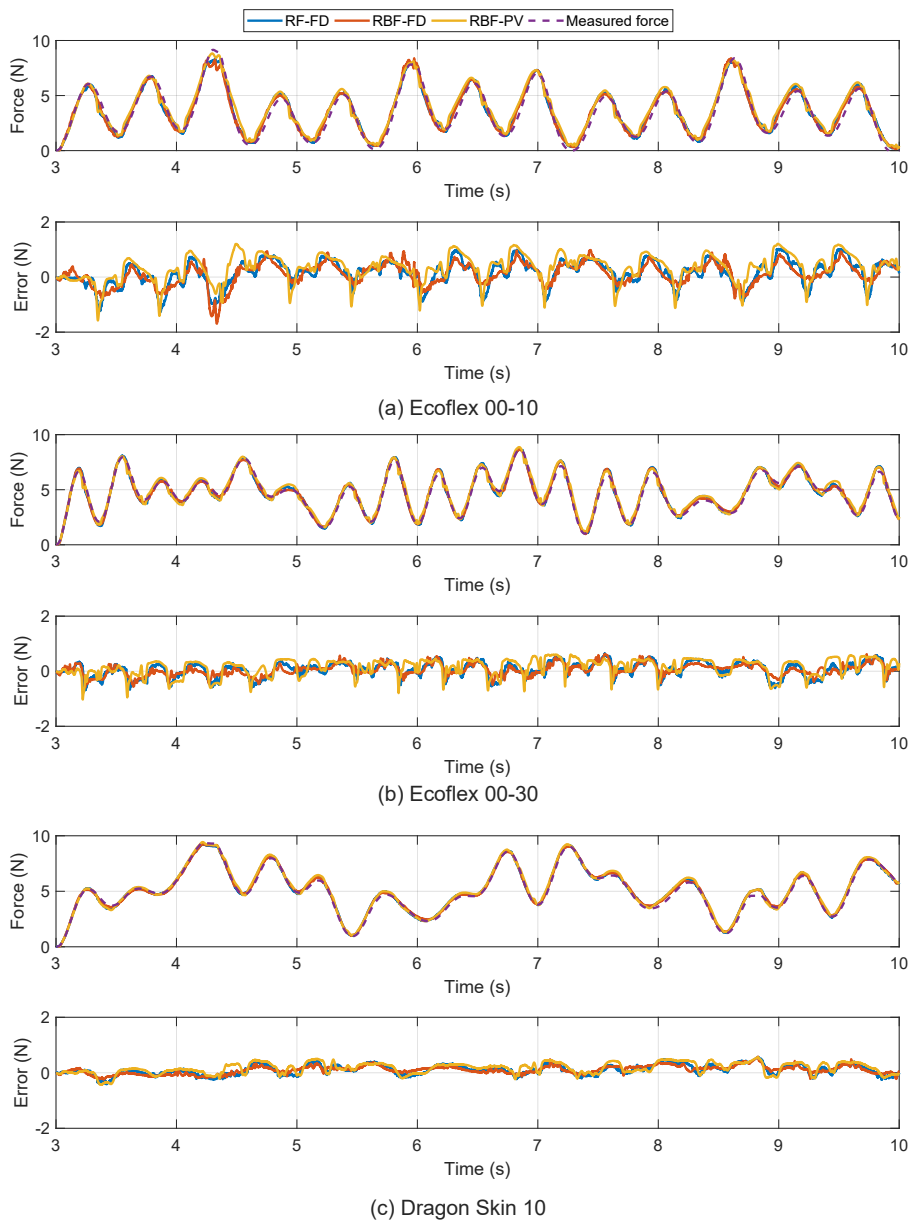 RF-FD RBF-FD RBF-PV Measured force
10
5
0
Force (N)
3 4 5 6 7 8 9 10
Time (s)
2
0
-2
Error (N)
3 4 5 6 7 8 9 10
Time (s)
(a) Ecoflex 00-10
10
5
0
Force (N)
3 4 5 6 7 8 9 10
Time (s)
2
0
-2
Error (N)
3 4 5 6 7 8 9 10
Time (s)
(b) Ecoflex 00-30
10
5
0
Force (N)
3 4 5 6 7 8 9 10
Time (s)
2
0
-2
Error (N)
3 4 5 6 7 8 9 10
Time (s)
(c) Dragon Skin 10